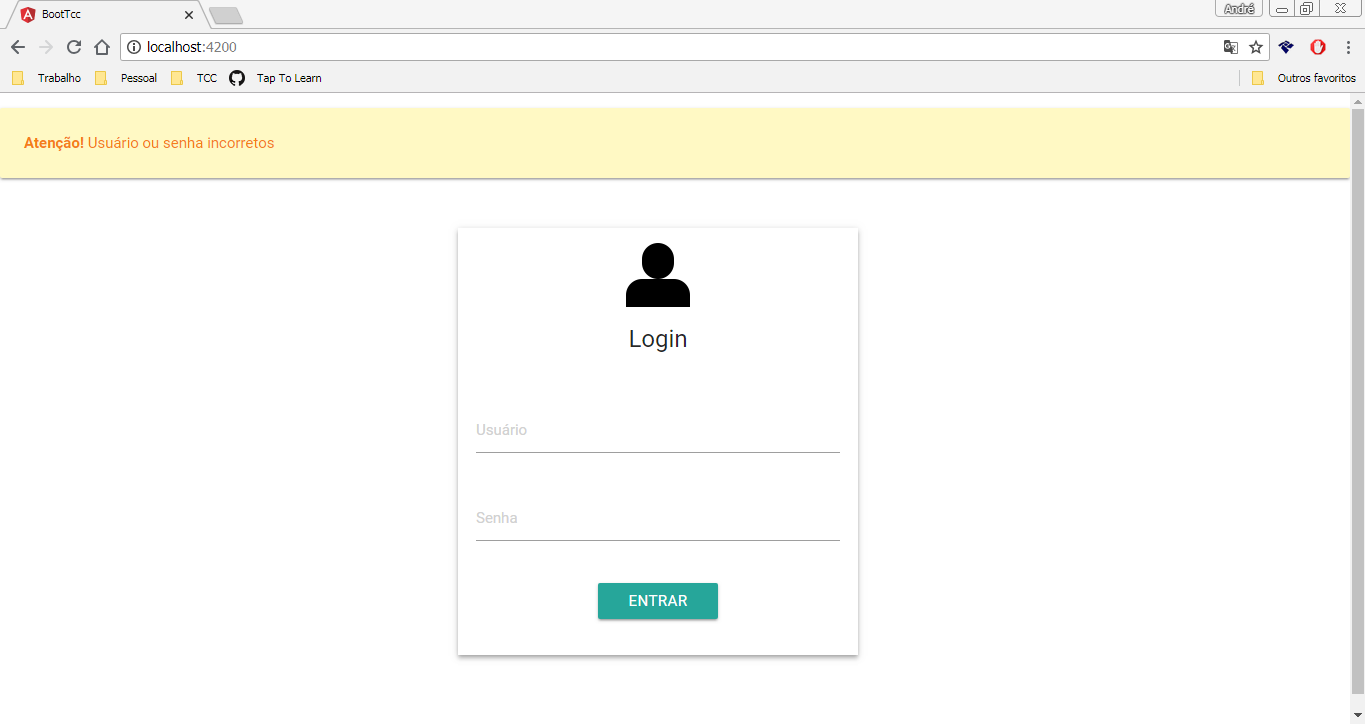 BootTcc
André
localhost:4200
Trabalho Pessoal TCC Tap To Learn Outros favoritos
Atenção! Usuário ou senha incorretos
Login
Usuário
Senha
ENTRAR